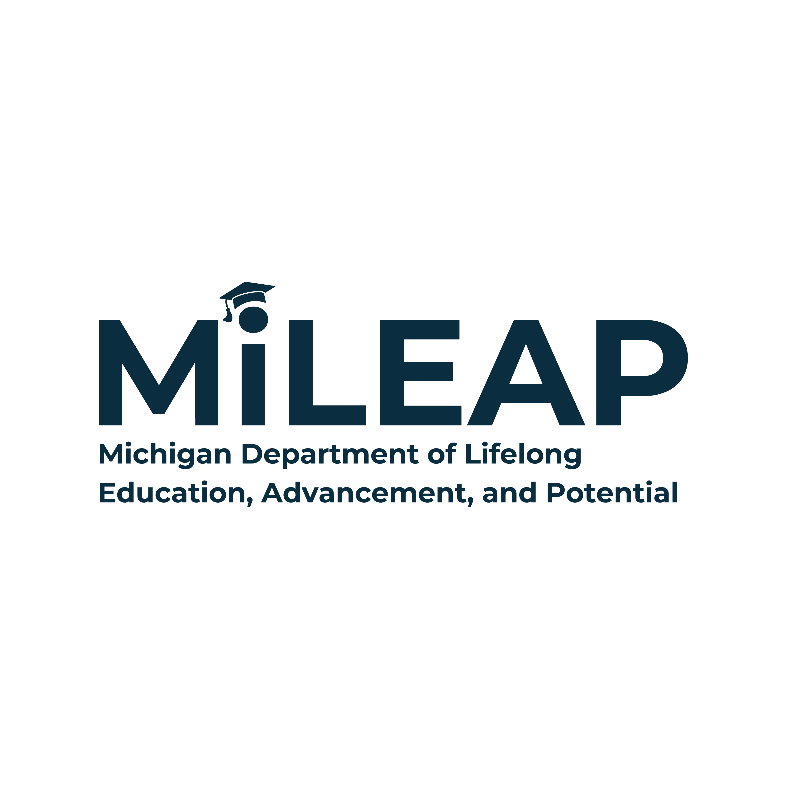 MiLEAP
Michigan Department of Lifelong
Education, Advancement, and Potential